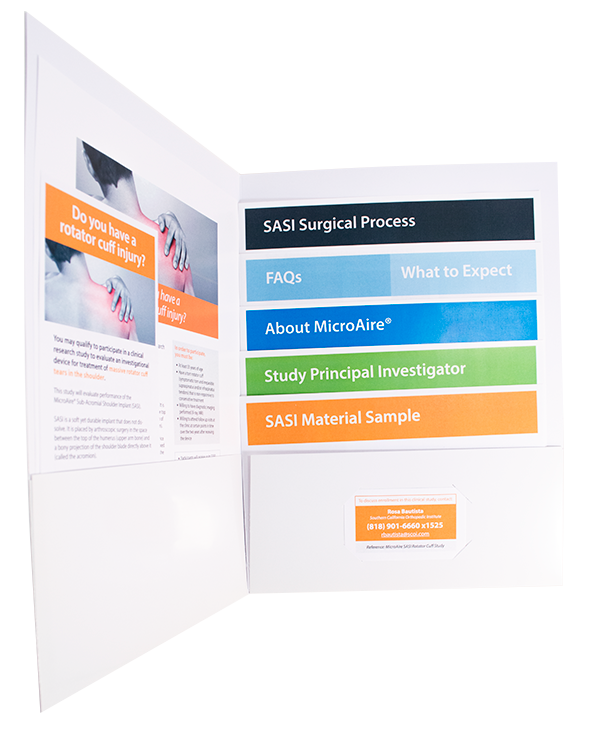 Do you have a
rotator cuff injury?
You may qualify to participate in a clinical
research study to evaluate an investigational
device for treatment of massive rotator cuff
tears in the shoulder.
This study will evaluate performance of the
MicroAire® Sub-Acromial Shoulder Implant (SASI).
SASI is a soft yet durable implant that does not dis-
solve. It is placed by arthroscopic surgery in the space
between the top of the humerus (upper arm bone) and
a bony projection of the shoulder blade directly above it
(called the acromion).
have a
uff injury?
SASI Surgical Process
FAQs
What to Expect
About MicroAire®
Study Principal Investigator
SASI Material Sample
Rosa Bautista
Southern California Orthopedic Institute
(818) 901-6660 x1525
rbautista@scoi.com
Reference: MicroAire SASI Rotator Cuff Study